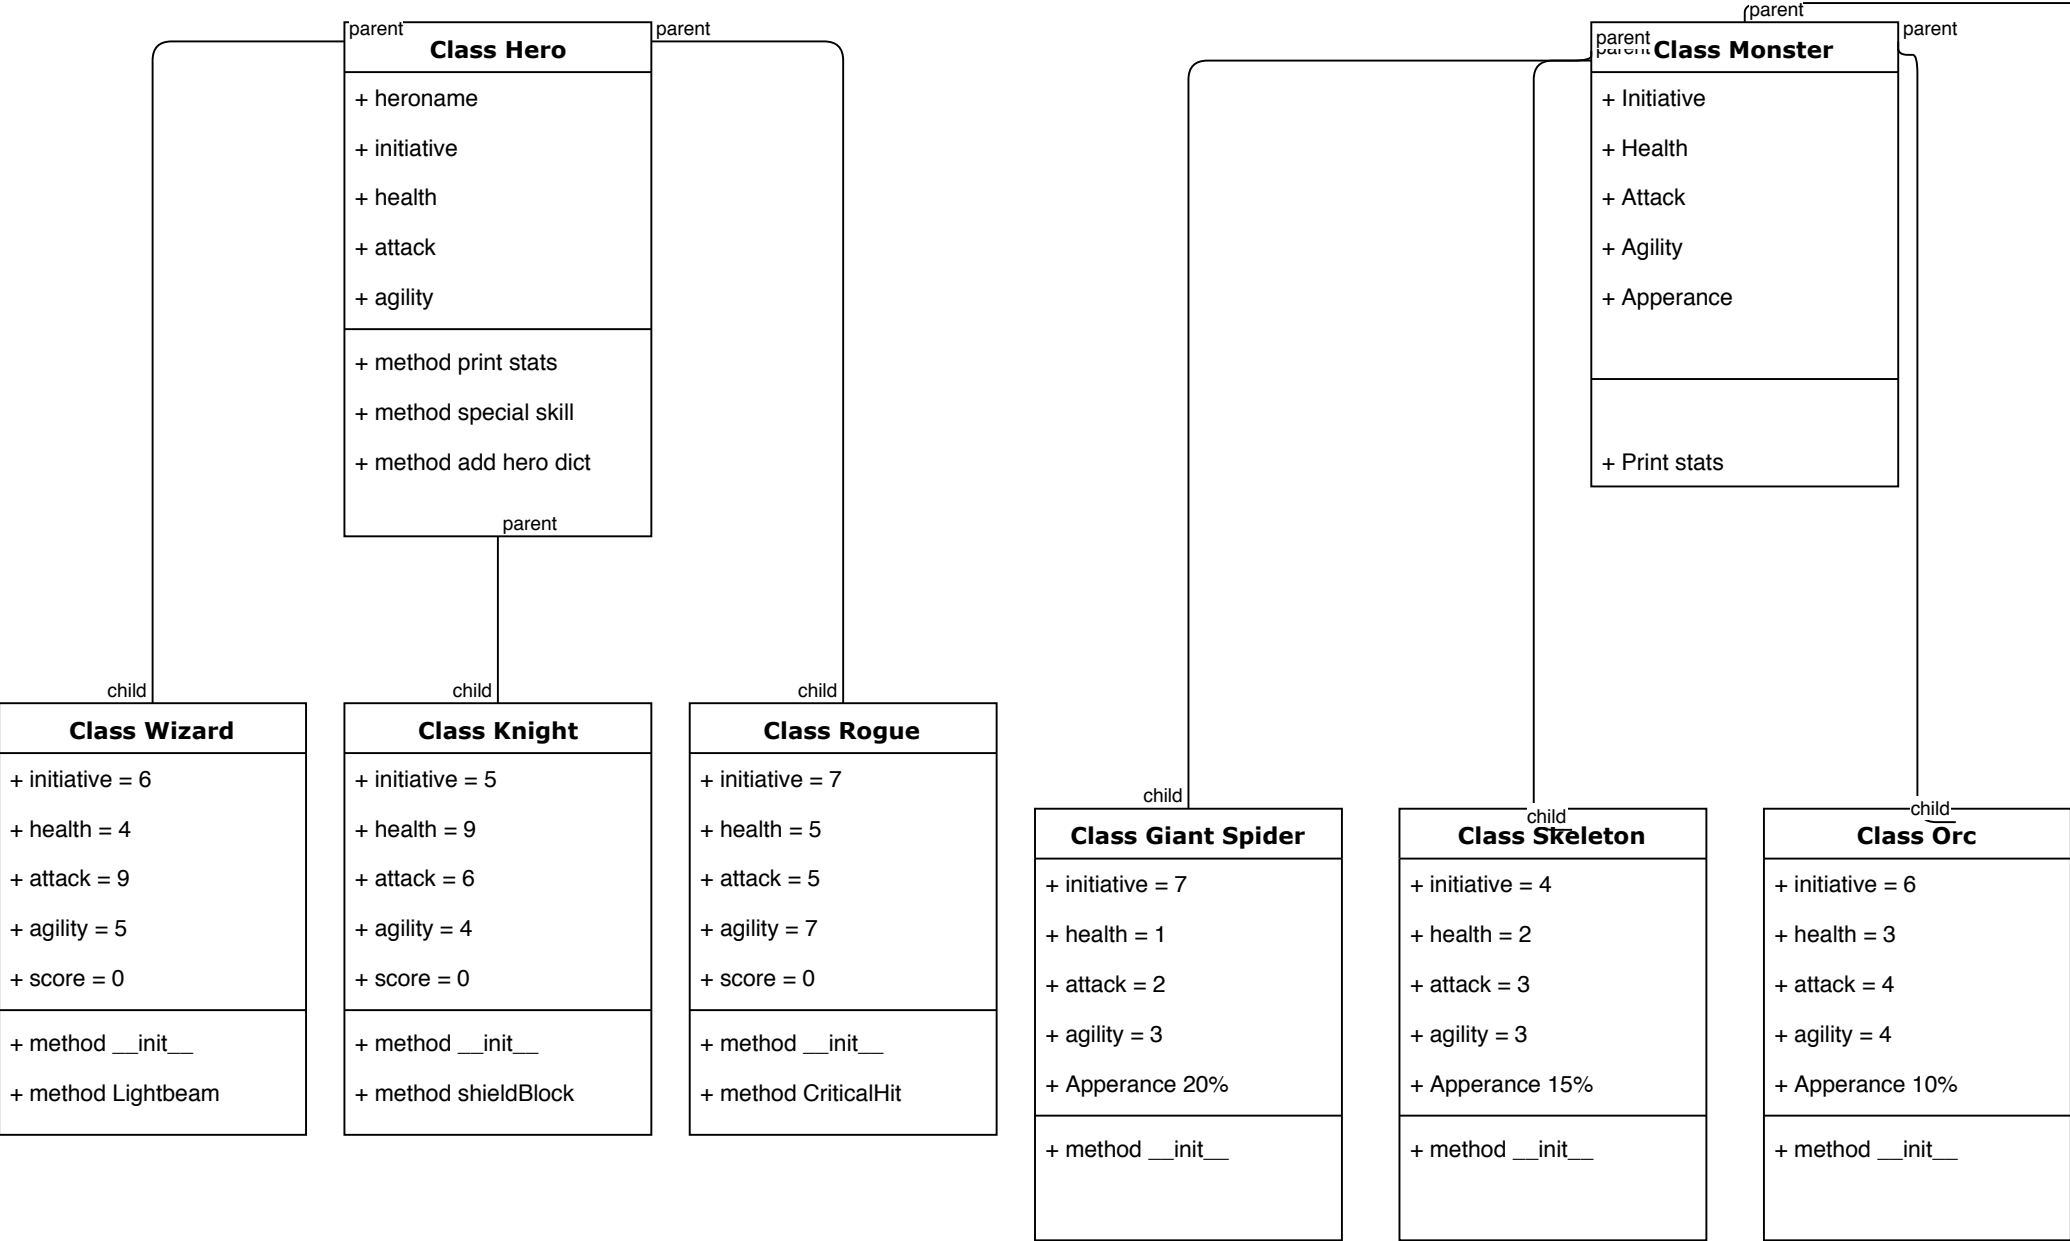 parent
Class Hero
parent
+ heroname
+ initiative
+ health
+ attack
+ agility
+ method print stats
+ method special skill
+ method add hero dict
parent
child
Class Wizard
+ initiative = 6
+ health = 4
+ attack = 9
+ agility = 5
+ score = 0
+ method __init__
+ method Lightbeam
child
Class Knight
+ initiative = 5
+ health = 9
+ attack = 6
+ agility = 4
+ score = 0
+ method __init__
+ method shieldBlock
child
Class Rogue
+ initiative = 7
+ health = 5
+ attack = 5
+ agility = 7
+ score = 0
+ method __init__
+ method CriticalHit
parent
parent
parent
parent
Class Monster
+ Initiative
+ Health
+ Attack
+ Agility
+ Apperance
+ Print stats
child
Class Giant Spider
+ initiative = 7
+ health = 1
+ attack = 2
+ agility = 3
+ Apperance 20%
+ method __init__
child
Class Skeleton
+ initiative = 4
+ health = 2
+ attack = 3
+ agility = 3
+ Apperance 15%
+ method __init__
child
Class Orc
+ initiative = 6
+ health = 3
+ attack = 4
+ agility = 4
+ Apperance 10%
+ method __init__